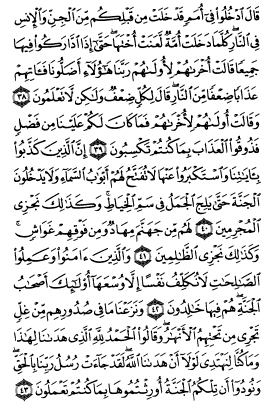 قَالَ ٱدۡخُلُواْ فِيٓ أُمَمٖ قَدۡ خَلَتۡ مِن قَبۡلِكُم مِّنَ ٱلۡجِنِّ وَٱلۡإِنسِ
فِي ٱلنَّارِۖ كُلَّمَا دَخَلَتۡ أُمَّةٞ لَّعَنَتۡ أُخۡتَهَاۖ حَتَّىٰٓ إِذَا ٱدَّارَكُواْ فِيهَا
جَمِيعٗا قَالَتۡ أُخۡرَىٰهُمۡ لِأُولَىٰهُمۡ رَبَّنَا هَٰٓؤُلَآءِ أَضَلُّونَا فَـَٔاتِهِمۡ
عَذَابٗا ضِعۡفٗا مِّنَ ٱلنَّارِۖ قَالَ لِكُلّٖ ضِعۡفٞ وَلَٰكِن لَّا تَعۡلَمُونَ ٣٨
وَقَالَتۡ أُولَىٰهُمۡ لِأُخۡرَىٰهُمۡ فَمَا كَانَ لَكُمۡ عَلَيۡنَا مِن فَضۡلٖ
فَذُوقُواْ ٱلۡعَذَابَ بِمَا كُنتُمۡ تَكۡسِبُونَ ٣٩ إِنَّ ٱلَّذِينَ كَذَّبُواْ
بِـَٔايَٰتِنَا وَٱسۡتَكۡبَرُواْ عَنۡهَا لَا تُفَتَّحُ لَهُمۡ أَبۡوَٰبُ ٱلسَّمَآءِ وَلَا يَدۡخُلُونَ
ٱلۡجَنَّةَ حَتَّىٰ يَلِجَ ٱلۡجَمَلُ فِي سَمِّ ٱلۡخِيَاطِۚ وَكَذَٰلِكَ نَجۡزِي
ٱلۡمُجۡرِمِينَ ٤٠ لَهُم مِّن جَهَنَّمَ مِهَادٞ وَمِن فَوۡقِهِمۡ غَوَاشٖۚ
وَكَذَٰلِكَ نَجۡزِي ٱلظَّٰلِمِينَ ٤١ وَٱلَّذِينَ ءَامَنُواْ وَعَمِلُواْ
ٱلصَّٰلِحَٰتِ لَا نُكَلِّفُ نَفۡسًا إِلَّا وُسۡعَهَآ أُوْلَٰٓئِكَ أَصۡحَٰبُ
ٱلۡجَنَّةِۖ هُمۡ فِيهَا خَٰلِدُونَ ٤٢ وَنَزَعۡنَا مَا فِي صُدُورِهِم مِّنۡ غِلّٖ
تَجۡرِي مِن تَحۡتِهِمُ ٱلۡأَنۡهَٰرُۖ وَقَالُواْ ٱلۡحَمۡدُ لِلَّهِ ٱلَّذِي هَدَىٰنَا لِهَٰذَا
وَمَا كُنَّا لِنَهۡتَدِيَ لَوۡلَآ أَنۡ هَدَىٰنَا ٱللَّهُۖ لَقَدۡ جَآءَتۡ رُسُلُ رَبِّنَا بِٱلۡحَقِّۖ
وَنُودُوٓاْ أَن تِلۡكُمُ ٱلۡجَنَّةُ أُورِثۡتُمُوهَا بِمَا كُنتُمۡ تَعۡمَلُونَ ٤٣